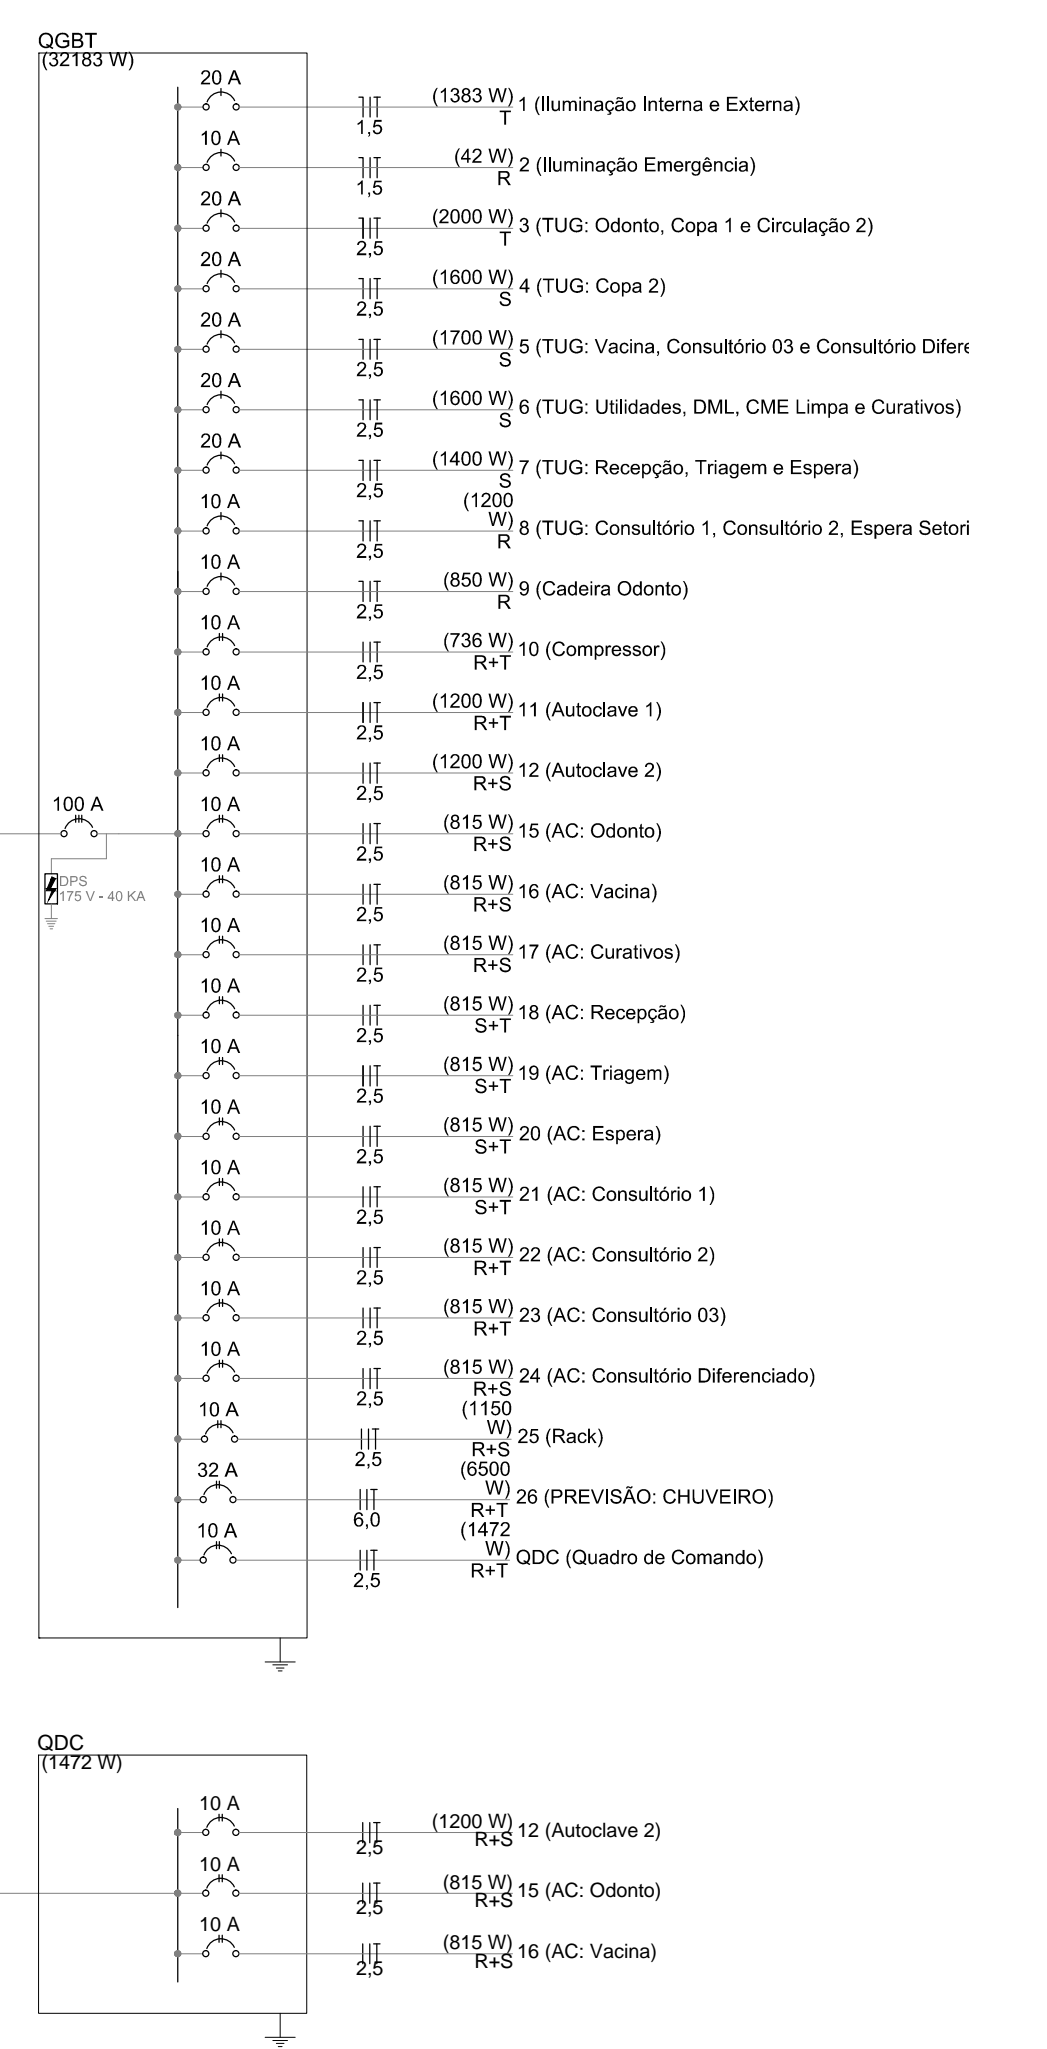 QGBT
(32183 W)
20 A
(1383 W) 1 (Iluminação Interna e Externa)
T
1,5
10 A
(42 W) 2 (Iluminação Emergência)
R
1,5
20 A
(2000 W) 3 (TUG: Odonto, Copa 1 e Circulação 2)
T
2,5
20 A
(1600 W) 4 (TUG: Copa 2)
S
2,5
20 A
(1700 W) 5 (TUG: Vacina, Consultório 03 e Consultório Difere
S
2,5
20 A
(1600 W) 6 (TUG: Utilidades, DML, CME Limpa e Curativos)
S
2,5
20 A
(1400 W) 7 (TUG: Recepção, Triagem e Espera)
S
2,5
10 A
(1200
W) 8 (TUG: Consultório 1, Consultório 2, Espera Setori
R
2,5
10 A
(850 W) 9 (Cadeira Odonto)
R
2,5
10 A
(736 W) 10 (Compressor)
R+T
2,5
10 A
(1200 W) 11 (Autoclave 1)
R+T
2,5
10 A
(1200 W) 12 (Autoclave 2)
R+S
2,5
100 A
10 A
(815 W) 15 (AC: Odonto)
R+S
2,5
DPS
175 V - 40 KA
10 A
(815 W) 16 (AC: Vacina)
R+S
2,5
10 A
(815 W) 17 (AC: Curativos)
R+S
2,5
10 A
(815 W) 18 (AC: Recepção)
S+T
2,5
10 A
(815 W) 19 (AC: Triagem)
S+T
2,5
10 A
(815 W) 20 (AC: Espera)
S+T
2,5
10 A
(815 W) 21 (AC: Consultório 1)
S+T
2,5
10 A
(815 W) 22 (AC: Consultório 2)
R+T
2,5
10 A
(815 W) 23 (AC: Consultório 03)
R+T
2,5
10 A
(815 W) 24 (AC: Consultório Diferenciado)
R+S
2,5
10 A
(1150
W) 25 (Rack)
R+S
2,5
32 A
(6500
W) 26 (PREVISÃO: CHUVEIRO)
R+T
6,0
10 A
(1472
W) QDC (Quadro de Comando)
R+T
2,5
QDC
(1472 W)
10 A
(1200 W) 12 (Autoclave 2)
R+S
2,5
10 A
(815 W) 15 (AC: Odonto)
R+S
2,5
10 A
(815 W) 16 (AC: Vacina)
R+S
2,5